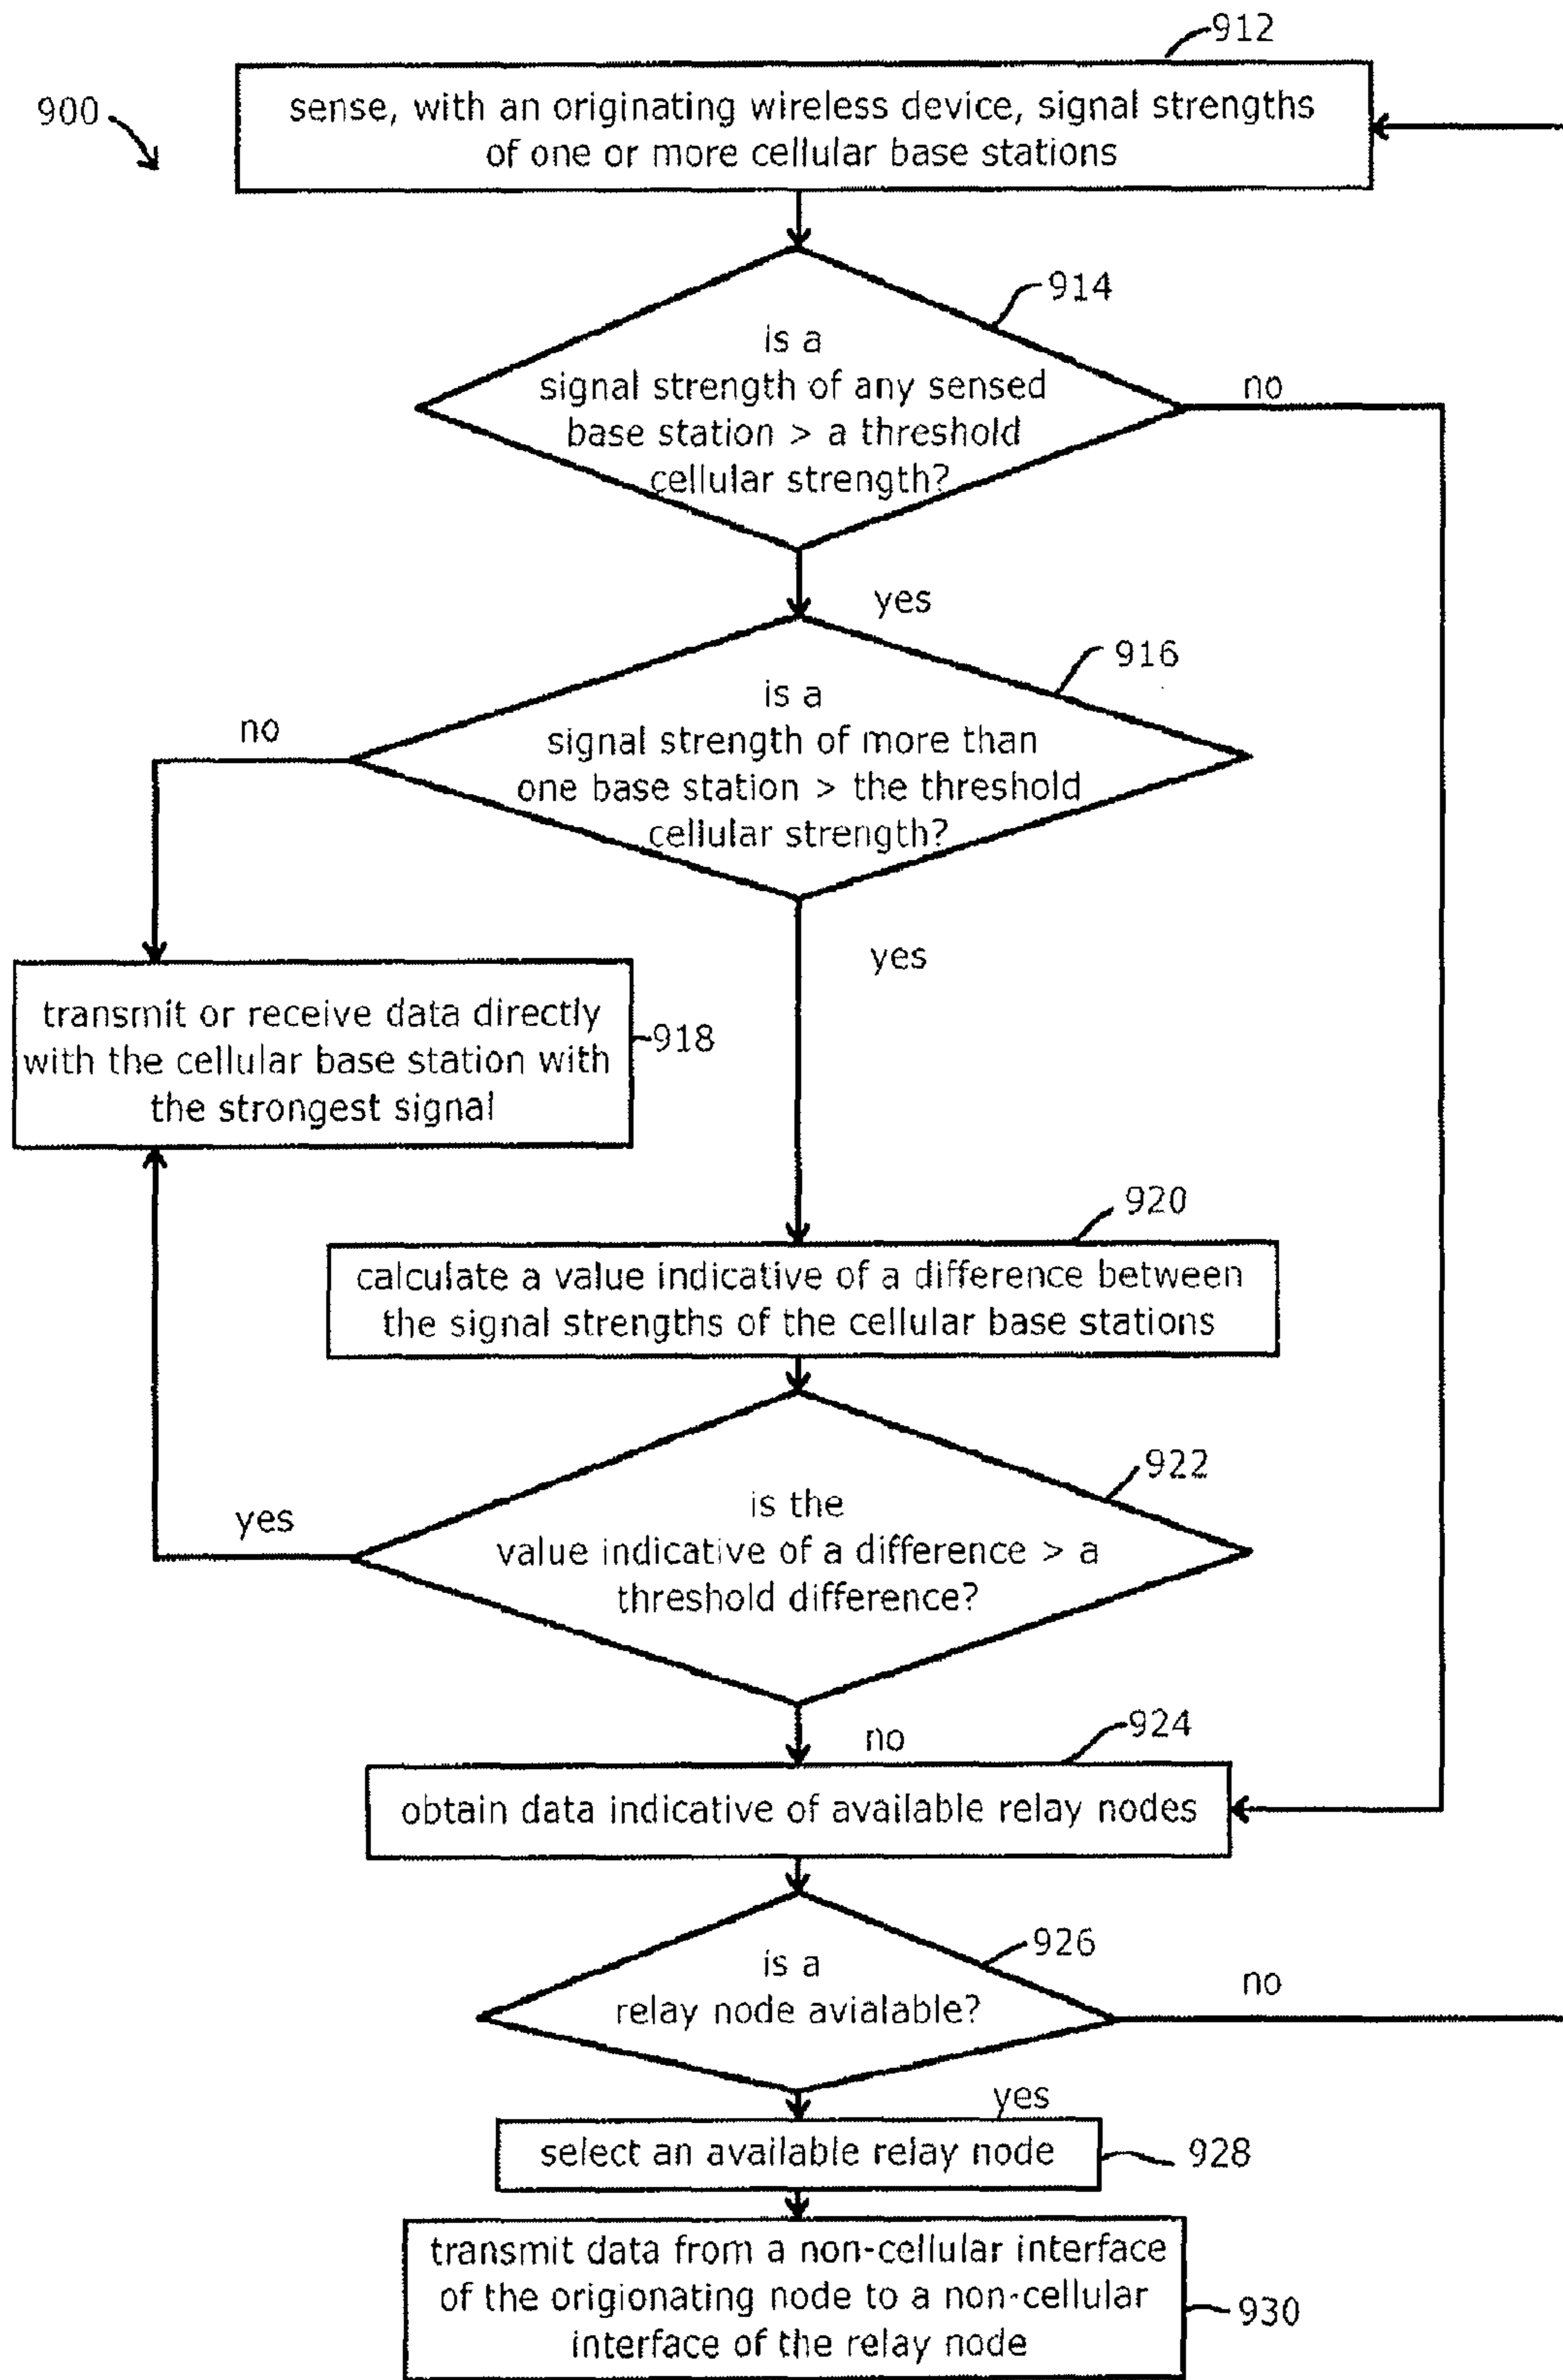 912
900
sense, with an originating wireless device, signal strengths
of one or more cellular base stations
914
is a
signal strength of any sensed
base station > a threshold
cellular strength?
no
yes
916
is a
signal strength of more than
one base station > the threshold
cellular strength?
no
yes
transmit or receive data directly
with the cellular base station with
the strongest signal
918
920
calculate a value indicative of a difference between
the signal strengths of the cellular base stations
922
is the
value indicative of a difference > a
threshold difference?
yes
no
924
obtain data indicative of available relay nodes
926
is a
relay node avialable?
no
yes
select an available relay node
928
transmit data from a non-cellular interface
of the origionating node to a non-cellular
interface of the relay node
930